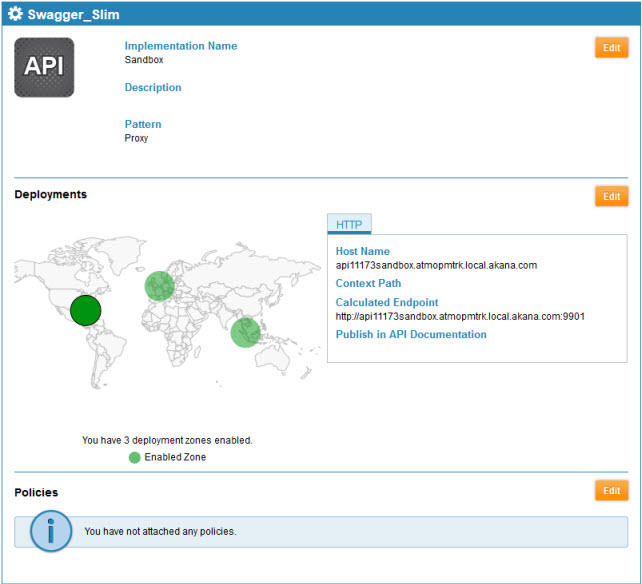 Swagger_Slim
API
Implementation Name
Sandbox
Edit
Description
Pattern
Proxy
Deployments
Edit
HTTP
Host Name
api11173sandbox.atmopmtrk.local.akana.com
Context Path
Calculated Endpoint
http://api11173sandbox.atmopmtrk.local.akana.com:9901
Publish in API Documentation
You have 3 deployment zones enabled.
Enabled Zone
Policies
Edit
i
You have not attached any policies.